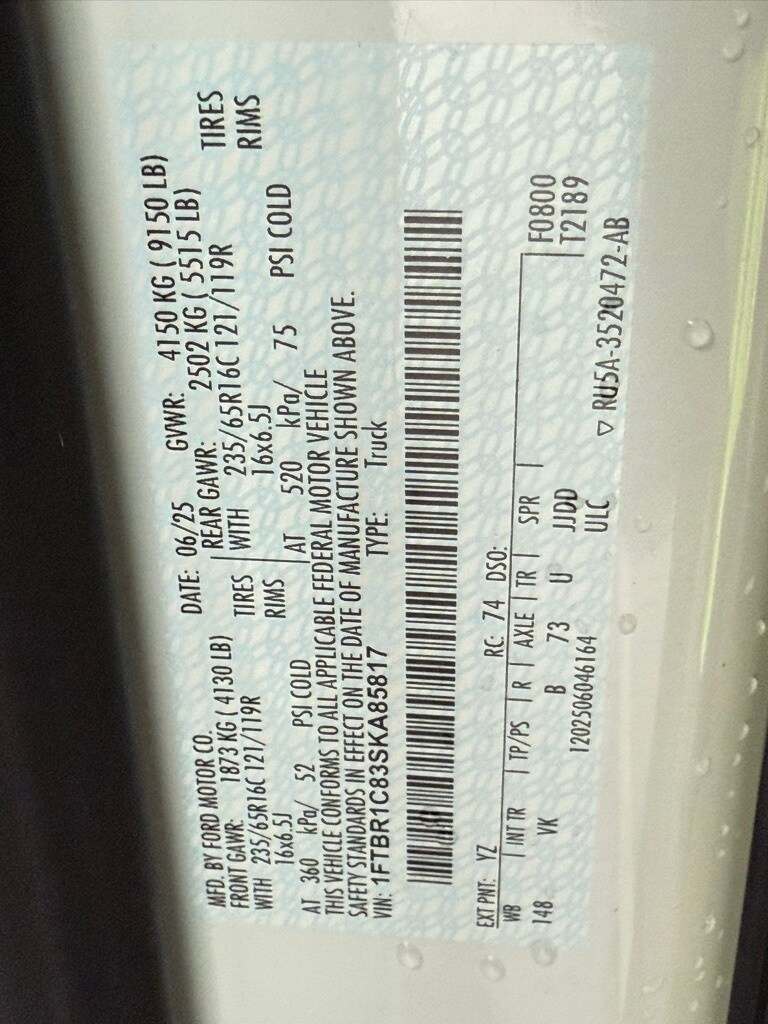 MFD. BY FORD MOTOR CO.
DATE: 06/25 GVWR: 4150 KG ( 9150 LB)
FRONT GAWR: 1873 KG ( 4130 LB) REAR GAWR: 2502 KG ( 5515 LB)
WITH 235/65R16C 121/119R TIRES WITH 235/65R16C 121/119R TIRES
16x6.5J RIMS 16x6.5J RIMS
AT 360 kPa/ 52 PSI COLD AT 520 kPa/ 75 PSI COLD
THIS VEHICLE CONFORMS TO ALL APPLICABLE FEDERAL MOTOR VEHICLE
SAFETY STANDARDS IN EFFECT ON THE DATE OF MANUFACTURE SHOWN ABOVE.
VIN: 1FTBR1C83SKA85817 TYPE: Truck
EXT PNT: YZ RC: 74 DSO:
WB | INT TR | TP/PS | R | AXLE | TR | SPR | F0800
148 VK B 73 U JJDD T2189
1202506046164 ULC
▽ RU5A-3520472-AB